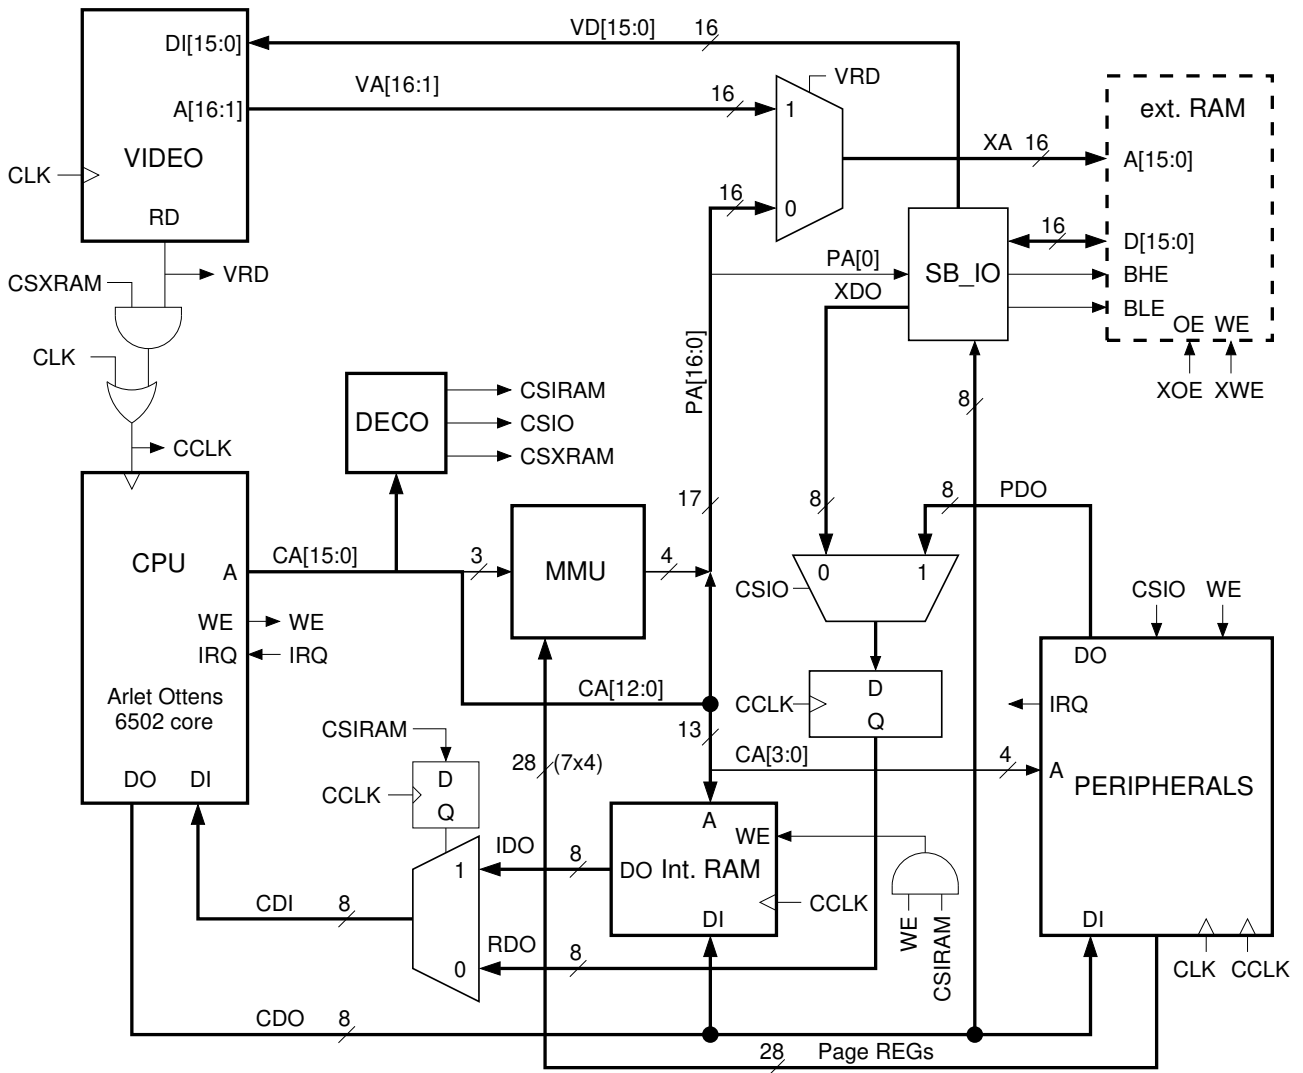 VD[15:0] 16
DI[15:0]
VA[16:1]
A[16:1]
16
VIDEO
CLK
RD
VRD
1
0
16
XA 16
ext. RAM
A[15:0]
D[15:0]
16
BHE
BLE
OE WE
XOE XWE
CSXRAM
VRD
CLK
CCLK
PA[0]
SB_IO
XDO
PA[16:0]
8
DECO
CSIRAM
CSIO
CSXRAM
17
8
8
PDO
CPU
CA[15:0]
A
3
MMU
4
0 1
CSIO
CSIO WE
WE
WE
IRQ
IRQ
Arlet Ottens
6502 core
DO DI
CA[12:0]
13
CCLK
D
Q
DO
IRQ
CSIRAM
CCLK
D
Q
28 (7x4)
CA[3:0]
4
A
PERIPHERALS
A
WE
DO Int. RAM
CCLK
DI
IDO
8
1
CDI
8
RDO
8
0
WE
CSIRAM
DI
CLK CCLK
CDO
8
28
Page REGs